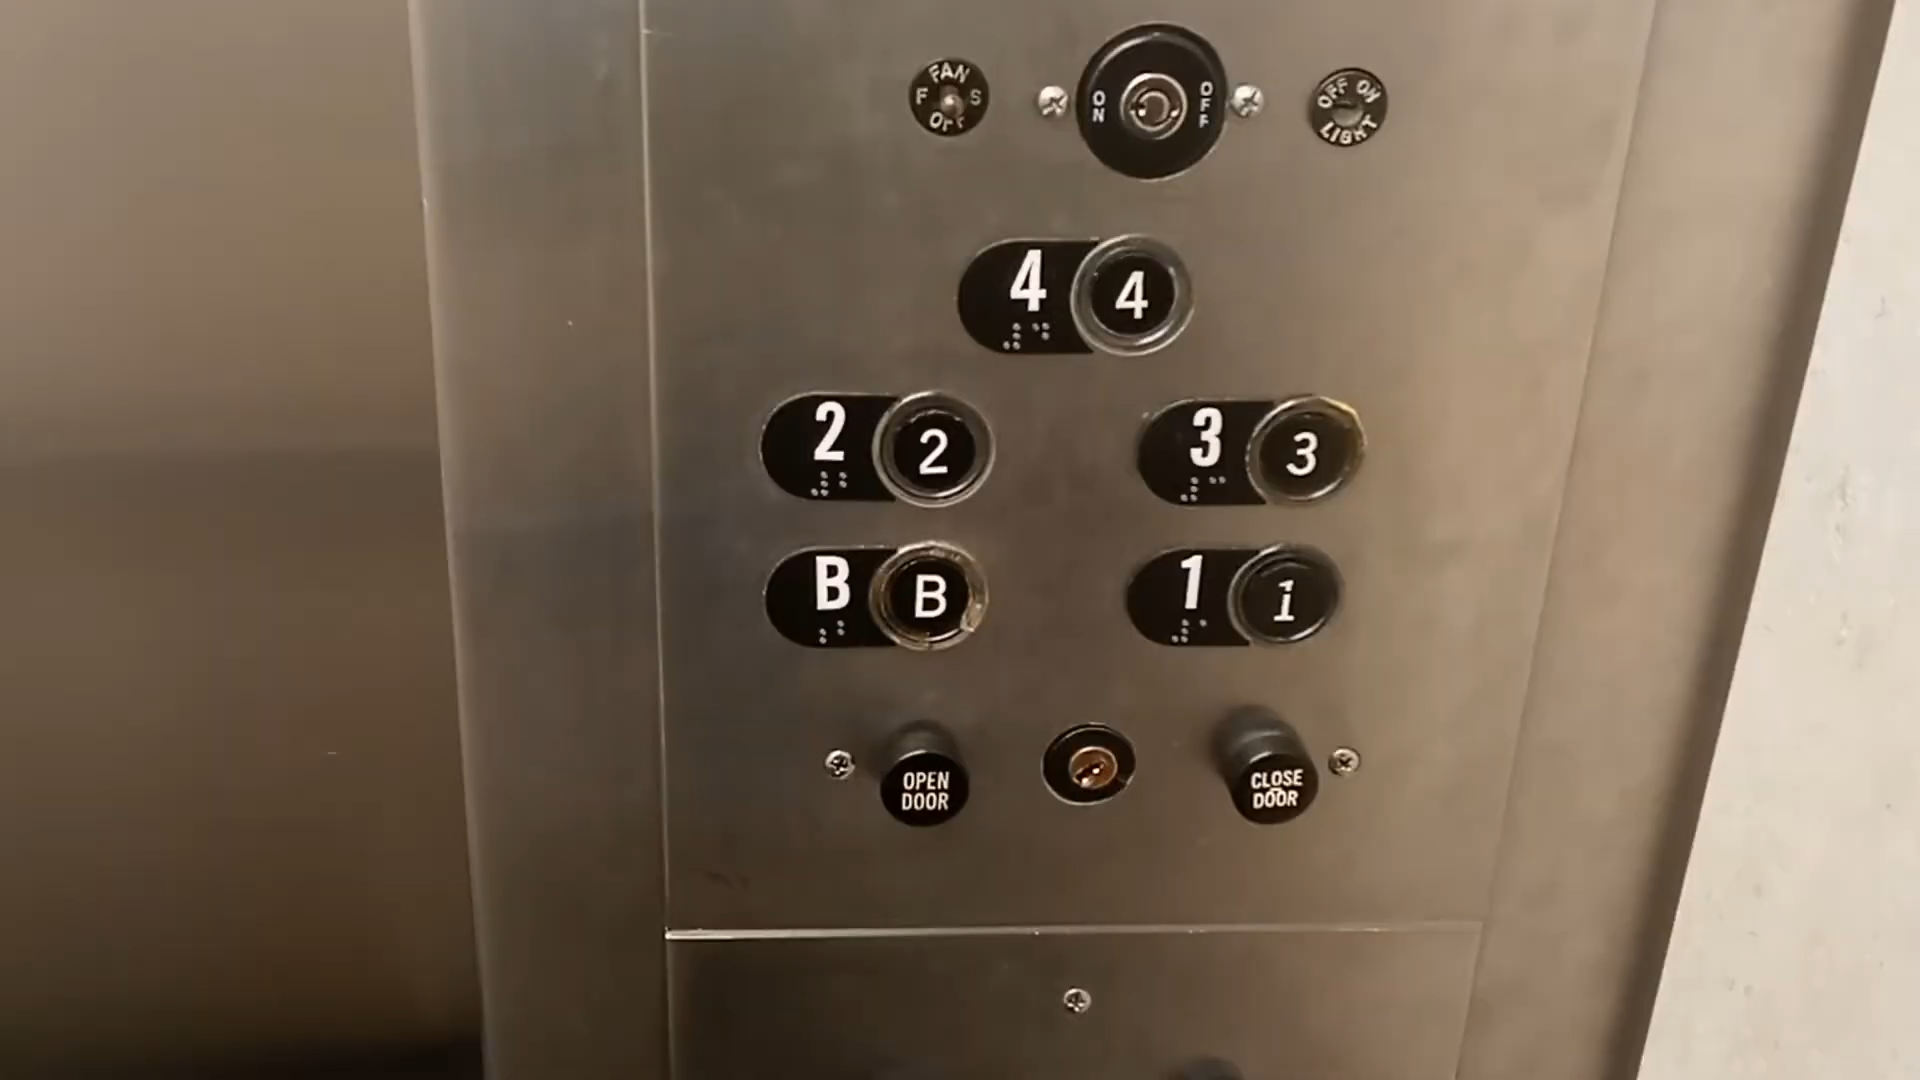 FAN
F S
OFF
ON
OFF
OFF ON
LIGHT
4 4
2 2
3 3
B B
1 1
OPEN
DOOR
CLOSE
DOOR